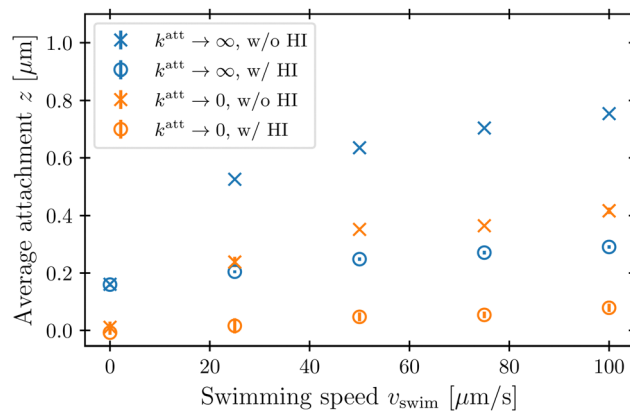 1.0
0.8
0.6
0.4
0.2
0.0
Average attachment z [μm]
k^att → ∞, w/o HI
k^att → ∞, w/ HI
k^att → 0, w/o HI
k^att → 0, w/ HI
0 20 40 60 80 100
Swimming speed v_swim [μm/s]